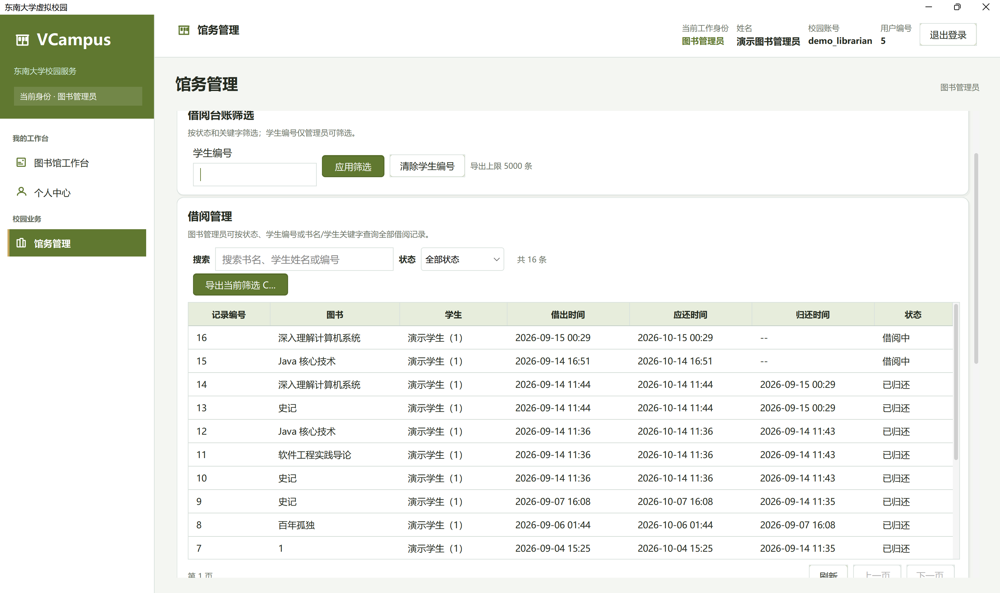 东南大学虚拟校园
VCampus
东南大学校园服务
当前身份 · 图书管理员
我的工作台
图书馆工作台
个人中心
校园业务
馆务管理
馆务管理
当前工作身份 姓名 校园账号 用户编号
图书管理员 演示图书管理员 demo_librarian 5
退出登录
馆务管理
图书管理员
借阅台账筛选
按状态和关键字筛选；学生编号仅管理员可筛选。
学生编号
应用筛选 清除学生编号 导出上限 5000 条
借阅管理
图书管理员可按状态、学生编号或书名/学生关键字查询全部借阅记录。
搜索 搜索书名、学生姓名或编号 状态 全部状态 共 16 条
导出当前筛选 C...
记录编号 图书 学生 借出时间 应还时间 归还时间 状态
16 深入理解计算机系统 演示学生（1） 2026-09-15 00:29 2026-10-15 00:29 -- 借阅中
15 Java 核心技术 演示学生（1） 2026-09-14 16:51 2026-10-14 16:51 -- 借阅中
14 深入理解计算机系统 演示学生（1） 2026-09-14 11:44 2026-10-14 11:44 2026-09-15 00:29 已归还
13 史记 演示学生（1） 2026-09-14 11:44 2026-10-14 11:44 2026-09-15 00:29 已归还
12 Java 核心技术 演示学生（1） 2026-09-14 11:36 2026-10-14 11:36 2026-09-14 11:43 已归还
11 软件工程实践导论 演示学生（1） 2026-09-14 11:36 2026-10-14 11:36 2026-09-14 11:43 已归还
10 史记 演示学生（1） 2026-09-14 11:36 2026-10-14 11:36 2026-09-14 11:43 已归还
9 史记 演示学生（1） 2026-09-07 16:08 2026-10-07 16:08 2026-09-14 11:35 已归还
8 百年孤独 演示学生（1） 2026-09-06 01:44 2026-10-06 01:44 2026-09-07 16:08 已归还
7 1 演示学生（1） 2026-09-04 15:25 2026-10-04 15:25 2026-09-14 11:35 已归还
第 1 页 刷新 上一页 下一页